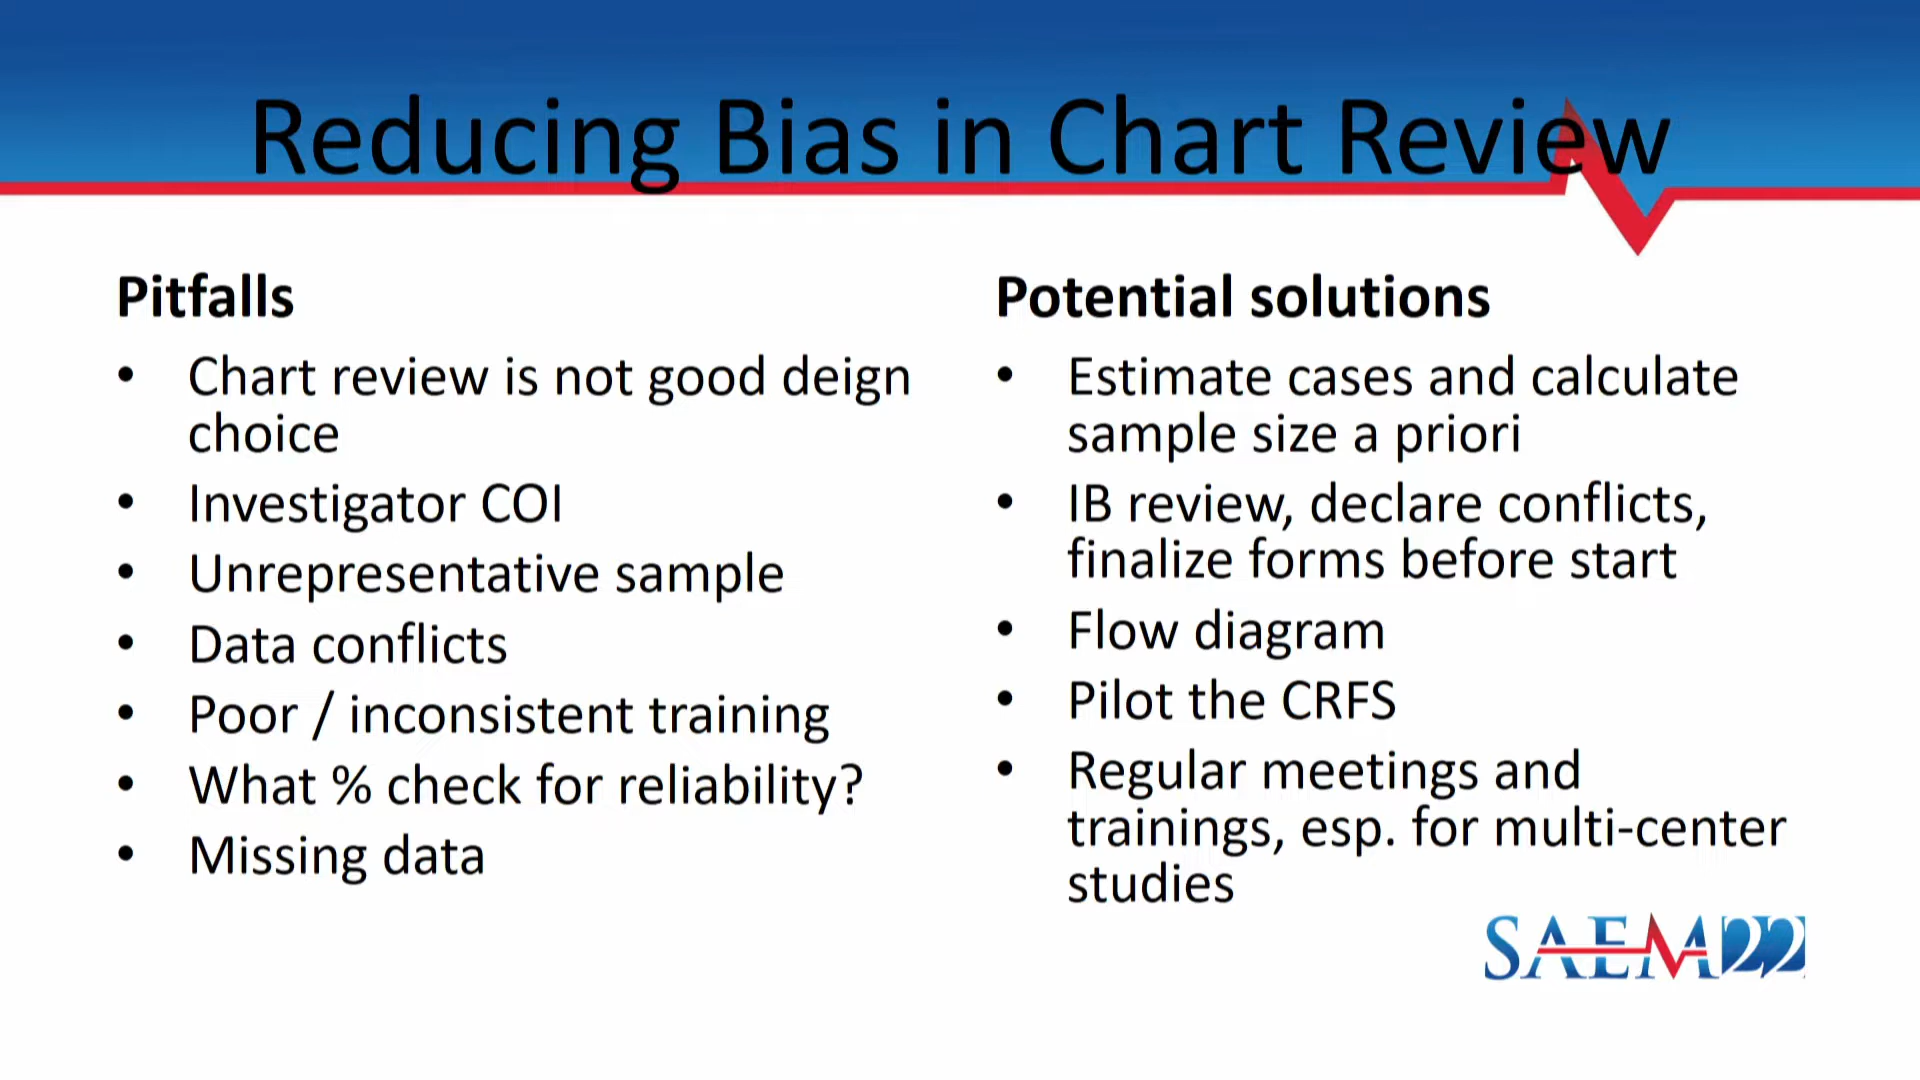 Reducing Bias in Chart Review
Pitfalls
• Chart review is not good deign
choice
• Investigator COI
• Unrepresentative sample
• Data conflicts
• Poor / inconsistent training
• What % check for reliability?
• Missing data
Potential solutions
• Estimate cases and calculate
sample size a priori
• IB review, declare conflicts,
finalize forms before start
• Flow diagram
• Pilot the CRFS
• Regular meetings and
trainings, esp. for multi-center
studies
SAEM22